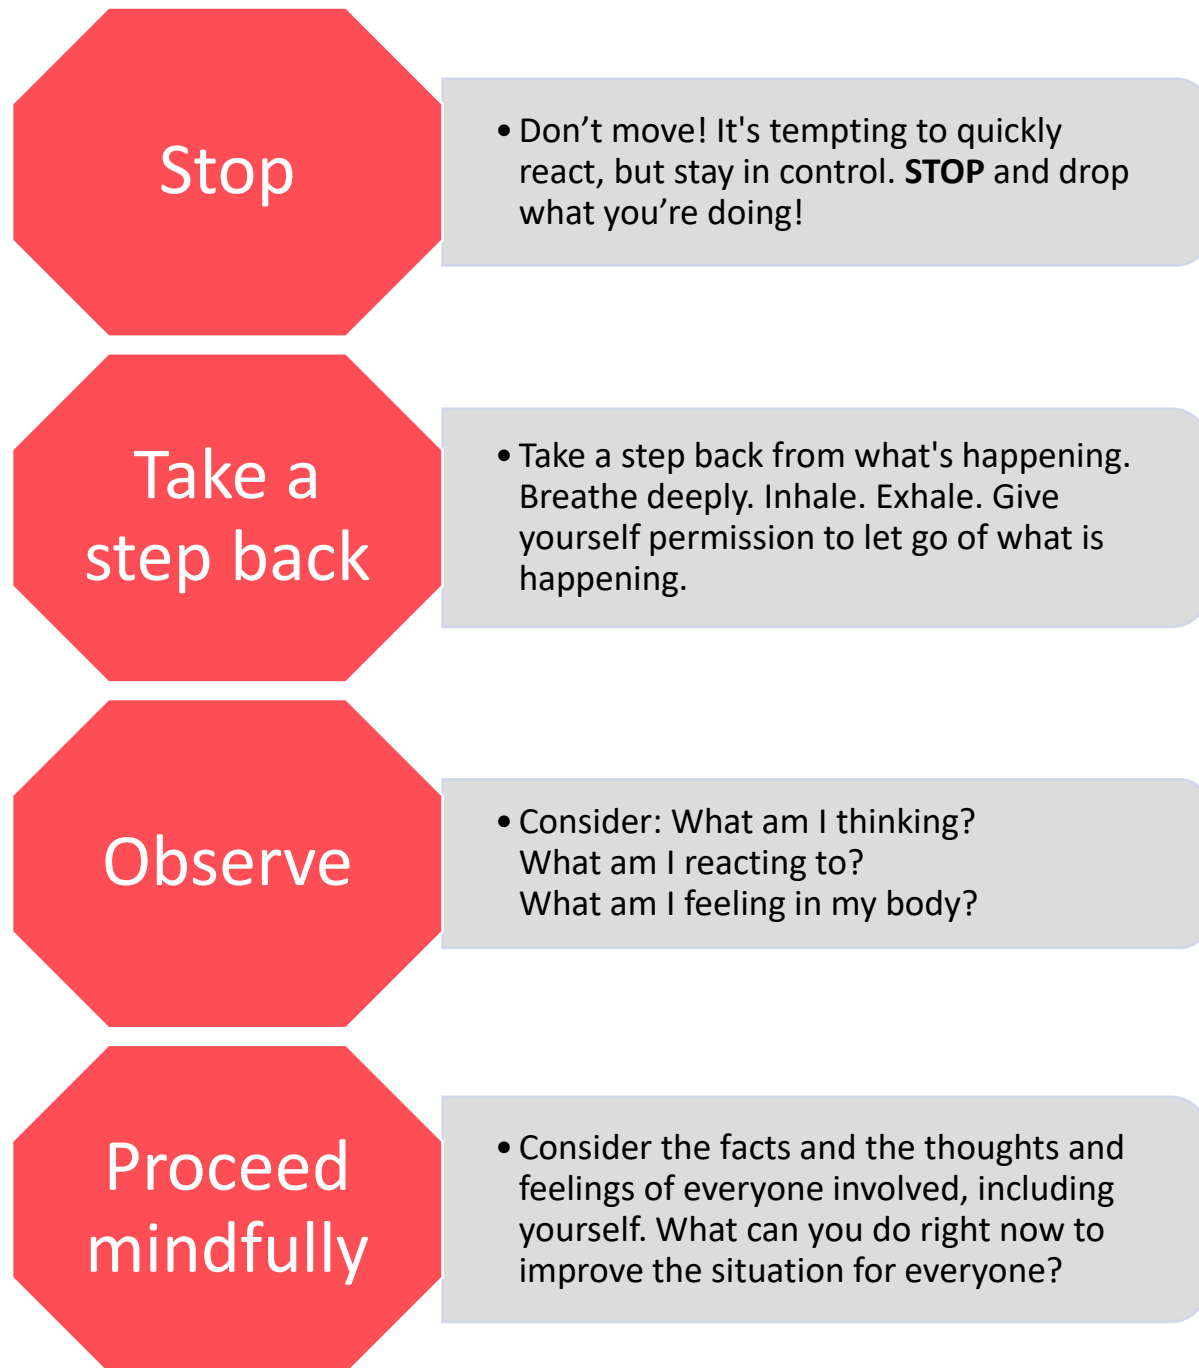 Stop
• Don’t move! It's tempting to quickly
react, but stay in control. STOP and drop
what you’re doing!
Take a
step back
• Take a step back from what's happening.
Breathe deeply. Inhale. Exhale. Give
yourself permission to let go of what is
happening.
Observe
• Consider: What am I thinking?
What am I reacting to?
What am I feeling in my body?
Proceed
mindfully
• Consider the facts and the thoughts and
feelings of everyone involved, including
yourself. What can you do right now to
improve the situation for everyone?